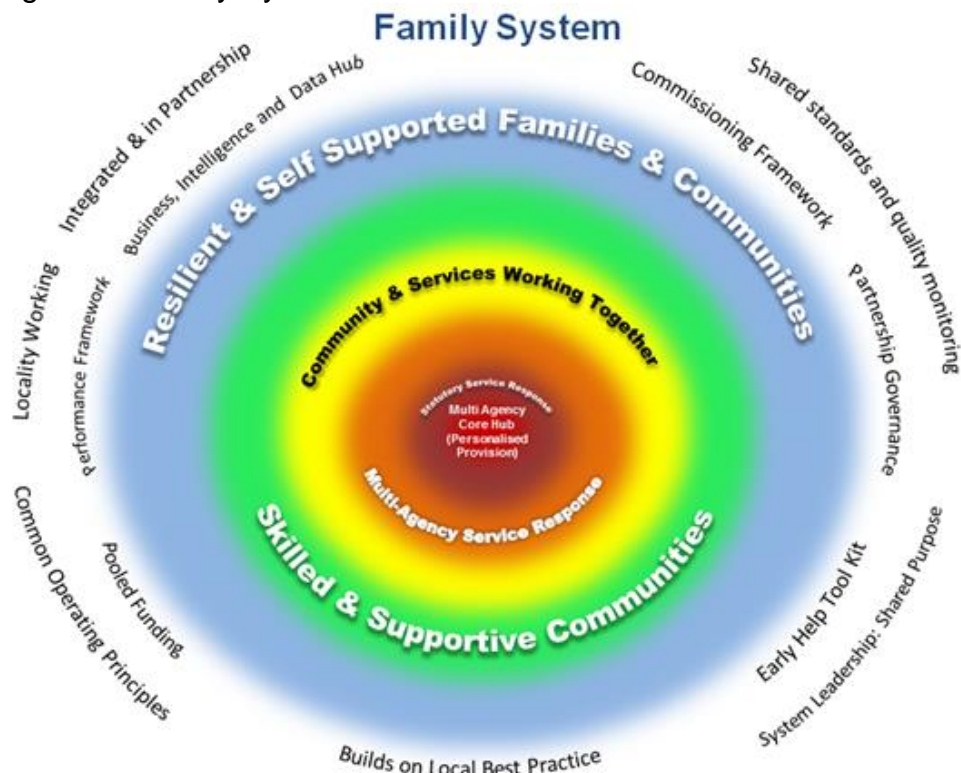 Family System
Integrated & in Partnership
Business, Intelligence and Data Hub
Commissioning Framework
Shared standards and quality monitoring
Locality Working
Performance Framework
Partnership Governance
Resilient & Self Supported Families & Communities
Community & Services Working Together
Statutory Service Response
Multi Agency
Core Hub
(Personalised
Provision)
Multi-Agency Service Response
Skilled & Supportive Communities
Common Operating Principles
Pooled Funding
Early Help Tool Kit
System Leadership: Shared Purpose
Builds on Local Best Practice